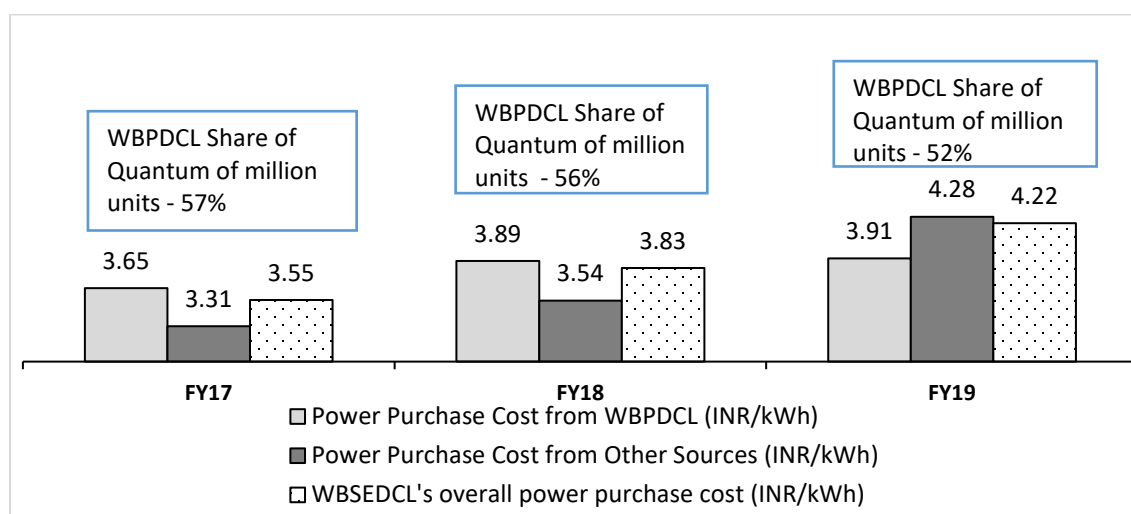 WBPDCL Share of
Quantum of million
units - 57%
WBPDCL Share of
Quantum of million
units  - 56%
WBPDCL Share of
Quantum of million
units - 52%
3.65
3.31
3.55
3.89
3.54
3.83
3.91
4.28
4.22
FY17
FY18
FY19
Power Purchase Cost from WBPDCL (INR/kWh)
Power Purchase Cost from Other Sources (INR/kWh)
WBSEDCL's overall power purchase cost (INR/kWh)